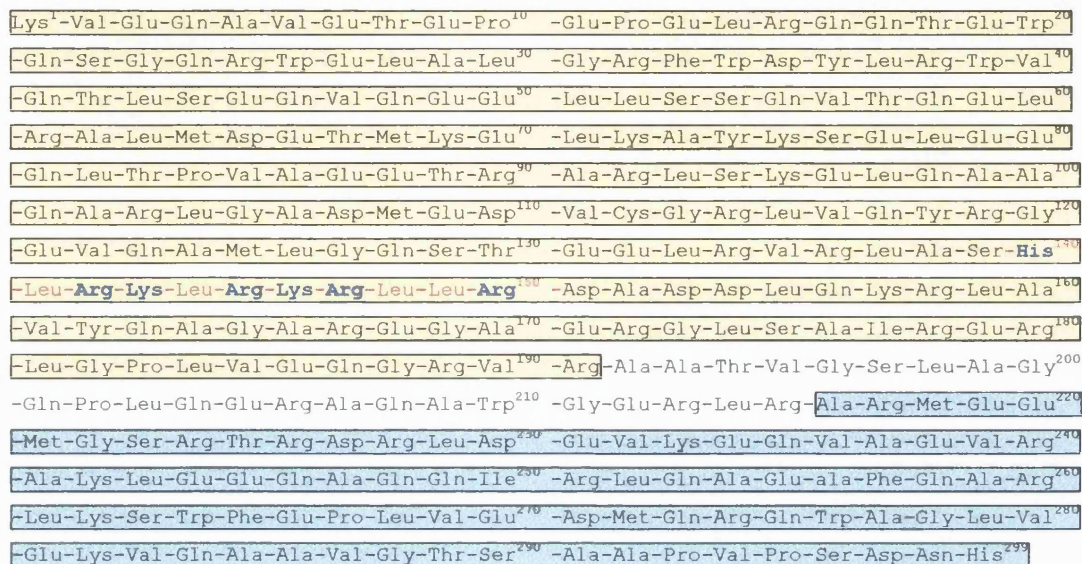 Lys¹-Val-Glu-Gln-Ala-Val-Glu-Thr-Glu-Pro¹⁰ -Glu-Pro-Glu-Leu-Arg-Gln-Gln-Thr-Glu-Trp²⁰
-Gln-Ser-Gly-Gln-Arg-Trp-Glu-Leu-Ala-Leu³⁰ -Gly-Arg-Phe-Trp-Asp-Tyr-Leu-Arg-Trp-Val⁴⁰
-Gln-Thr-Leu-Ser-Glu-Gln-Val-Gln-Glu-Glu⁵⁰ -Leu-Leu-Ser-Ser-Gln-Val-Thr-Gln-Glu-Leu⁶⁰
-Arg-Ala-Leu-Met-Asp-Glu-Thr-Met-Lys-Glu⁷⁰ -Leu-Lys-Ala-Tyr-Lys-Ser-Glu-Leu-Glu-Glu⁸⁰
-Gln-Leu-Thr-Pro-Val-Ala-Glu-Glu-Thr-Arg⁹⁰ -Ala-Arg-Leu-Ser-Lys-Glu-Leu-Gln-Ala-Ala¹⁰⁰
-Gln-Ala-Arg-Leu-Gly-Ala-Asp-Met-Glu-Asp¹¹⁰ -Val-Cys-Gly-Arg-Leu-Val-Gln-Tyr-Arg-Gly¹²⁰
-Glu-Val-Gln-Ala-Met-Leu-Gly-Gln-Ser-Thr¹³⁰ -Glu-Glu-Leu-Arg-Val-Arg-Leu-Ala-Ser-His¹⁴⁰
-Leu-Arg-Lys-Leu-Arg-Lys-Arg-Leu-Leu-Arg¹⁵⁰ -Asp-Ala-Asp-Asp-Leu-Gln-Lys-Arg-Leu-Ala¹⁶⁰
-Val-Tyr-Gln-Ala-Gly-Ala-Arg-Glu-Gly-Ala¹⁷⁰ -Glu-Arg-Gly-Leu-Ser-Ala-Ile-Arg-Glu-Arg¹⁸⁰
-Leu-Gly-Pro-Leu-Val-Glu-Gln-Gly-Arg-Val¹⁹⁰ -Arg-Ala-Ala-Thr-Val-Gly-Ser-Leu-Ala-Gly²⁰⁰
-Gln-Pro-Leu-Gln-Glu-Arg-Ala-Gln-Ala-Trp²¹⁰ -Gly-Glu-Arg-Leu-Arg-Ala-Arg-Met-Glu-Glu²²⁰
-Met-Gly-Ser-Arg-Thr-Arg-Asp-Arg-Leu-Asp²³⁰ -Glu-Val-Lys-Glu-Gln-Val-Ala-Glu-Val-Arg²⁴⁰
-Ala-Lys-Leu-Glu-Glu-Gln-Ala-Gln-Gln-Ile²⁵⁰ -Arg-Leu-Gln-Ala-Glu-ala-Phe-Gln-Ala-Arg²⁶⁰
-Leu-Lys-Ser-Trp-Phe-Glu-Pro-Leu-Val-Glu²⁷⁰ -Asp-Met-Gln-Arg-Gln-Trp-Ala-Gly-Leu-Val²⁸⁰
-Glu-Lys-Val-Gln-Ala-Ala-Val-Gly-Thr-Ser²⁹⁰ -Ala-Ala-Pro-Val-Pro-Ser-Asp-Asn-His²⁹⁹